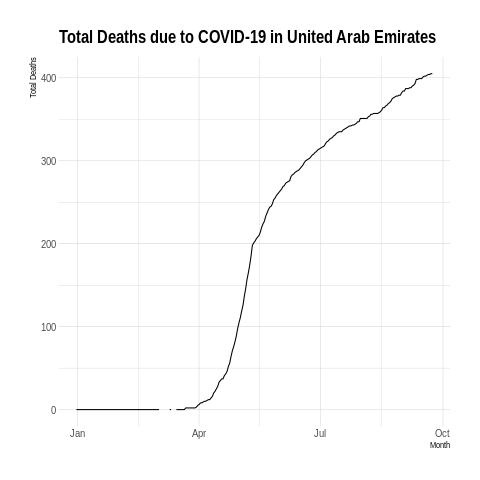 Total Deaths due to COVID-19 in United Arab Emirates
Total Deaths
400
300
200
100
0
Jan Apr Jul Oct
Month